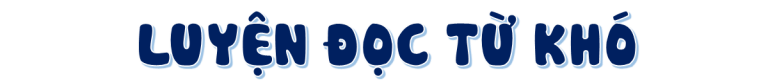 LUYỆN ĐỌC TỪ KHÓ